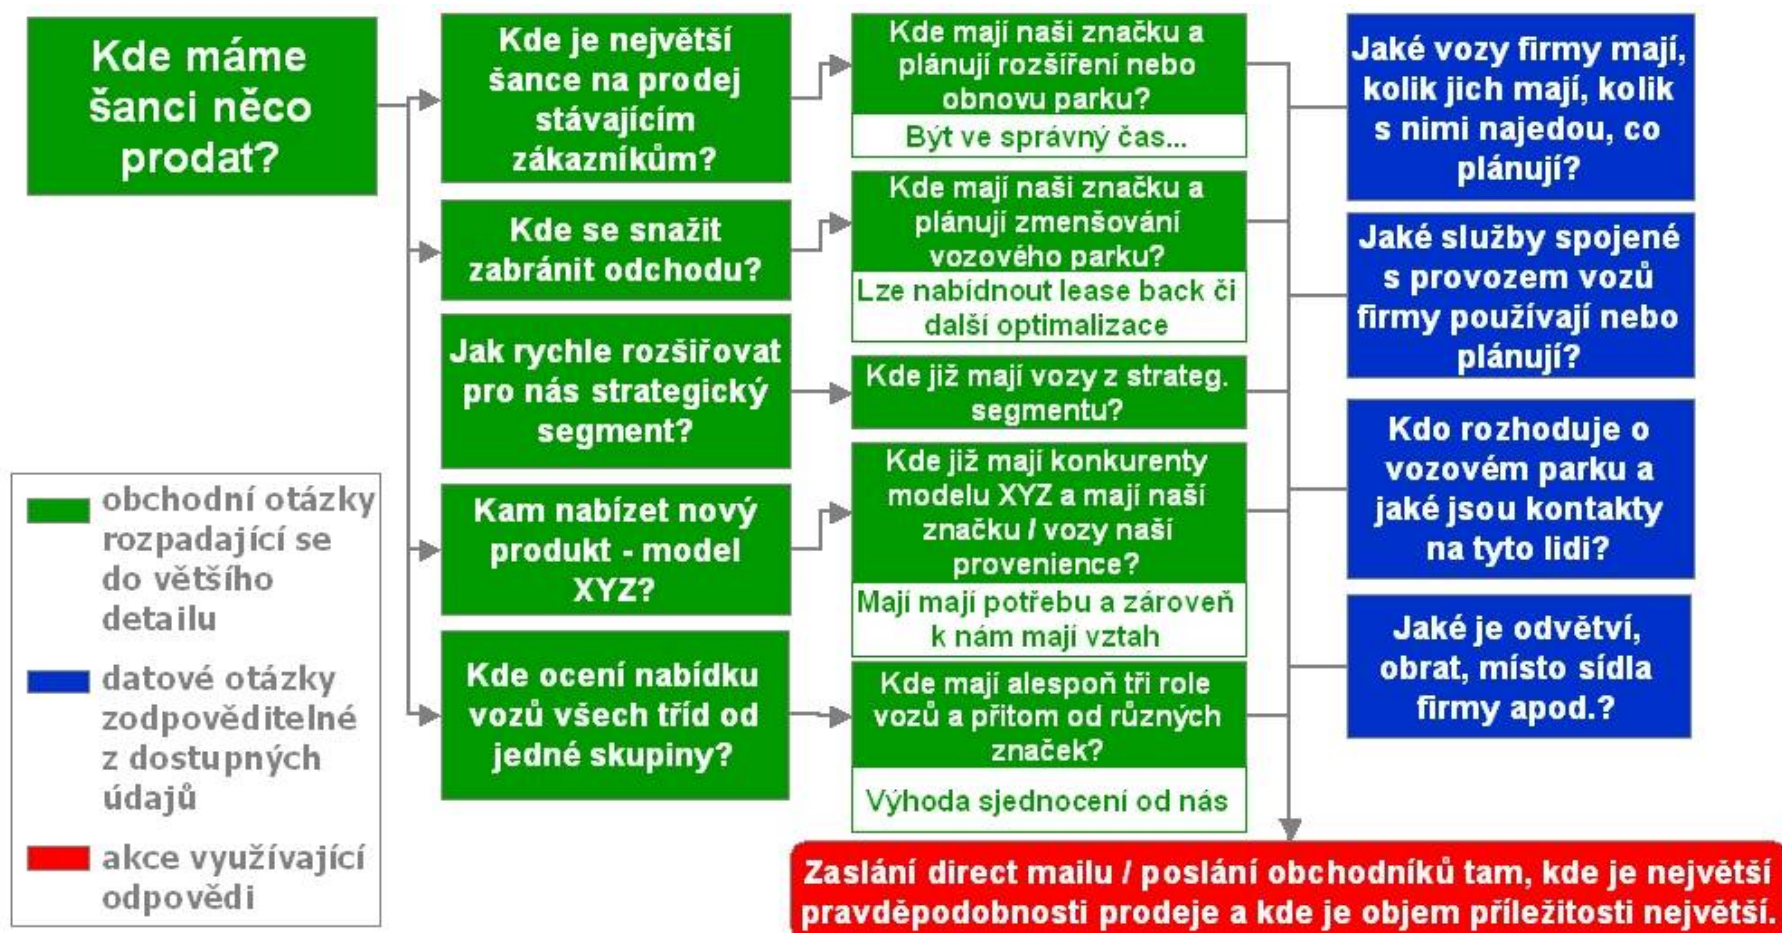 Kde máme
šanci něco
prodat?
Kde je největší
šance na prodej
stávajícím
zákazníkům?
Kde se snažit
zabránit odchodu?
Jak rychle rozšiřovat
pro nás strategický
segment?
Kam nabízet nový
produkt - model
XYZ?
Kde ocení nabídku
vozů všech tříd od
jedné skupiny?
Kde mají naši značku a
plánují rozšíření nebo
obnovu parku?
Být ve správný čas...
Kde mají naši značku a
plánují zmenšování
vozového parku?
Lze nabídnout lease back či
další optimalizace
Kde již mají vozy z strateg.
segmentu?
Kde již mají konkurenty
modelu XYZ a mají naší
značku / vozy naší
provenience?
Mají mají potřebu a zároveň
k nám mají vztah
Kde mají alespoň tři role
vozů a přitom od různých
značek?
Výhoda sjednocení od nás
Jaké vozy firmy mají,
kolik jich mají, kolik
s nimi najedou, co
plánují?
Jaké služby spojené
s provozem vozů
firmy používají nebo
plánují?
Kdo rozhoduje o
vozovém parku a
jaké jsou kontakty
na tyto lidi?
Jaké je odvětví,
obrat, místo sídla
firmy apod.?
obchodní otázky
rozpadající se
do většího
detailu
datové otázky
zodpověditelné
z dostupných
údajů
akce využívající
odpovědi
Zaslání direct mailu / poslání obchodníků tam, kde je největší
pravděpodobnosti prodeje a kde je objem příležitosti největší.